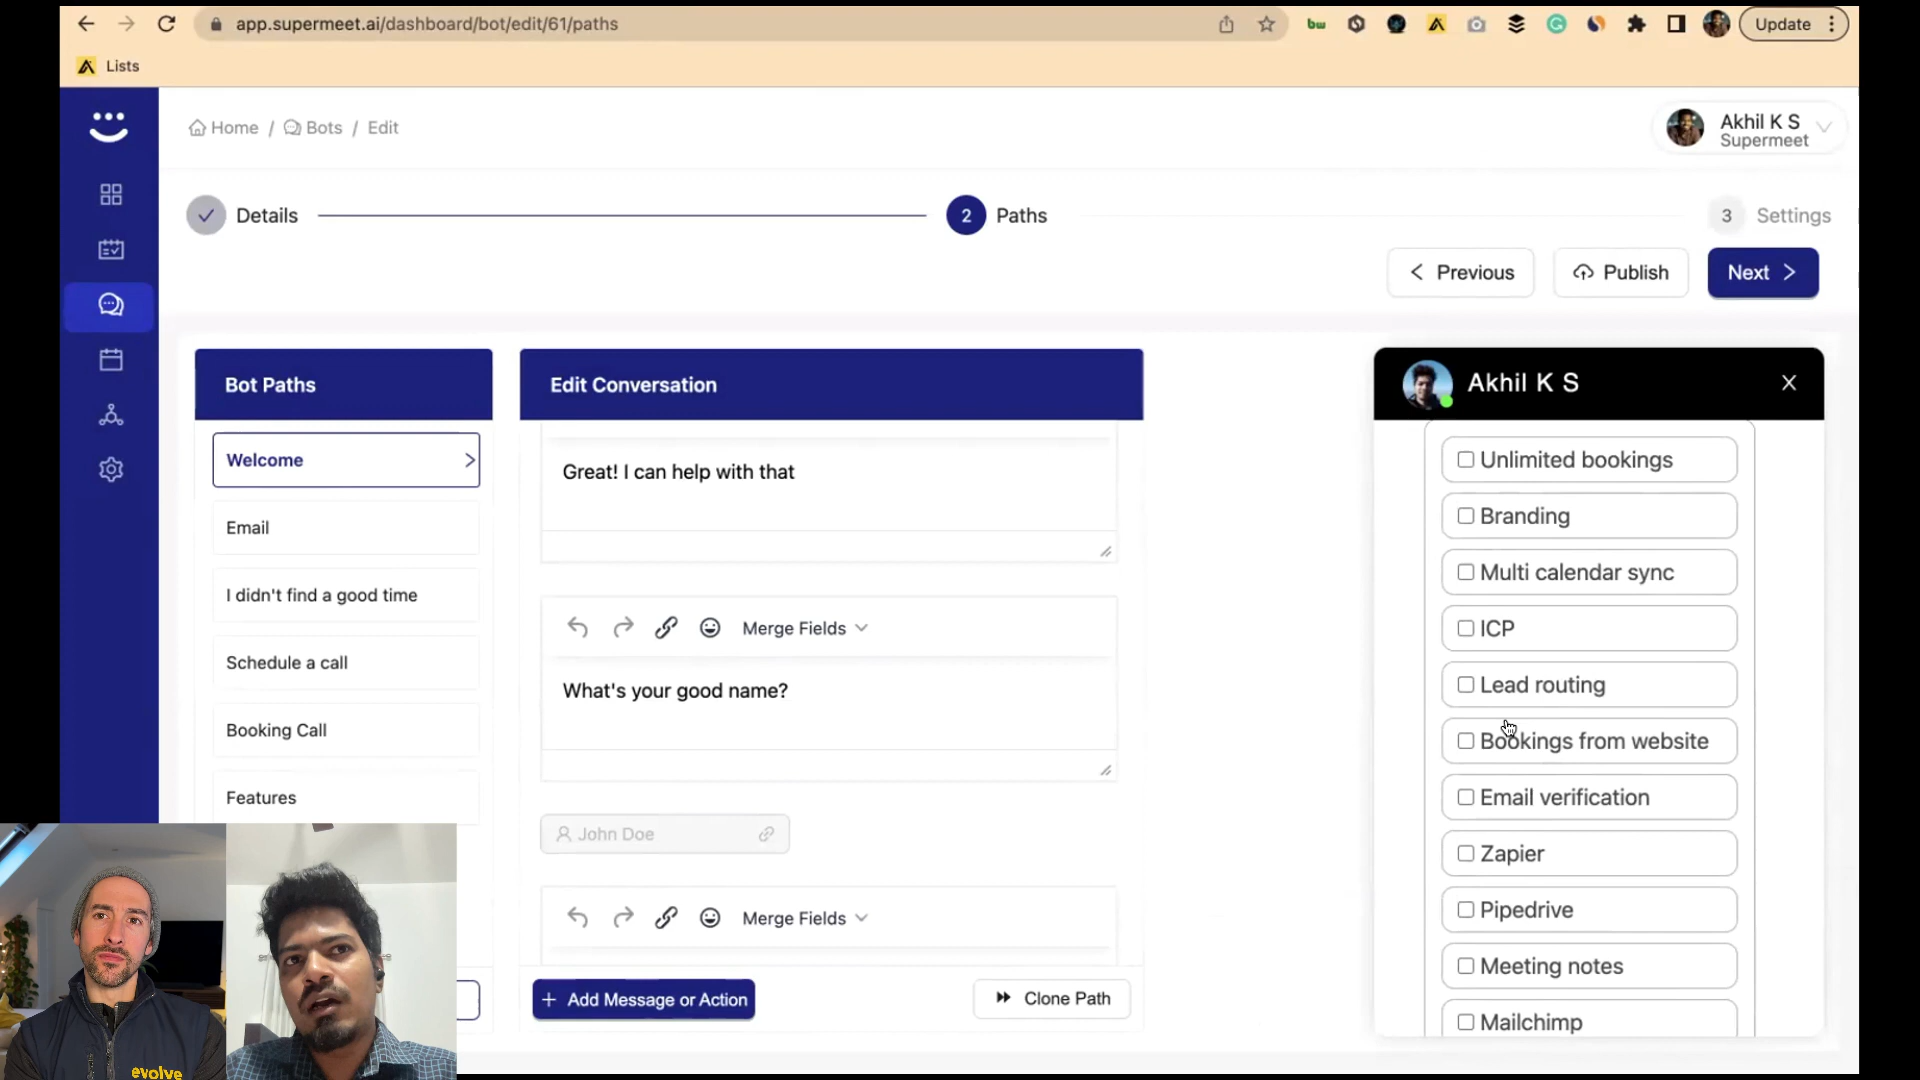 app.supermeet.ai/dashboard/bot/edit/61/paths
bw
Update
Lists
Home / Bots / Edit
Akhil K S
Supermeet
Details
2 Paths
3 Settings
Previous
Publish
Next
Bot Paths
Welcome
Email
I didn't find a good time
Schedule a call
Booking Call
Features
Edit Conversation
Great! I can help with that
Merge Fields
What's your good name?
John Doe
Merge Fields
+ Add Message or Action
Clone Path
Akhil K S
X
Unlimited bookings
Branding
Multi calendar sync
ICP
Lead routing
Bookings from website
Email verification
Zapier
Pipedrive
Meeting notes
Mailchimp
evolve